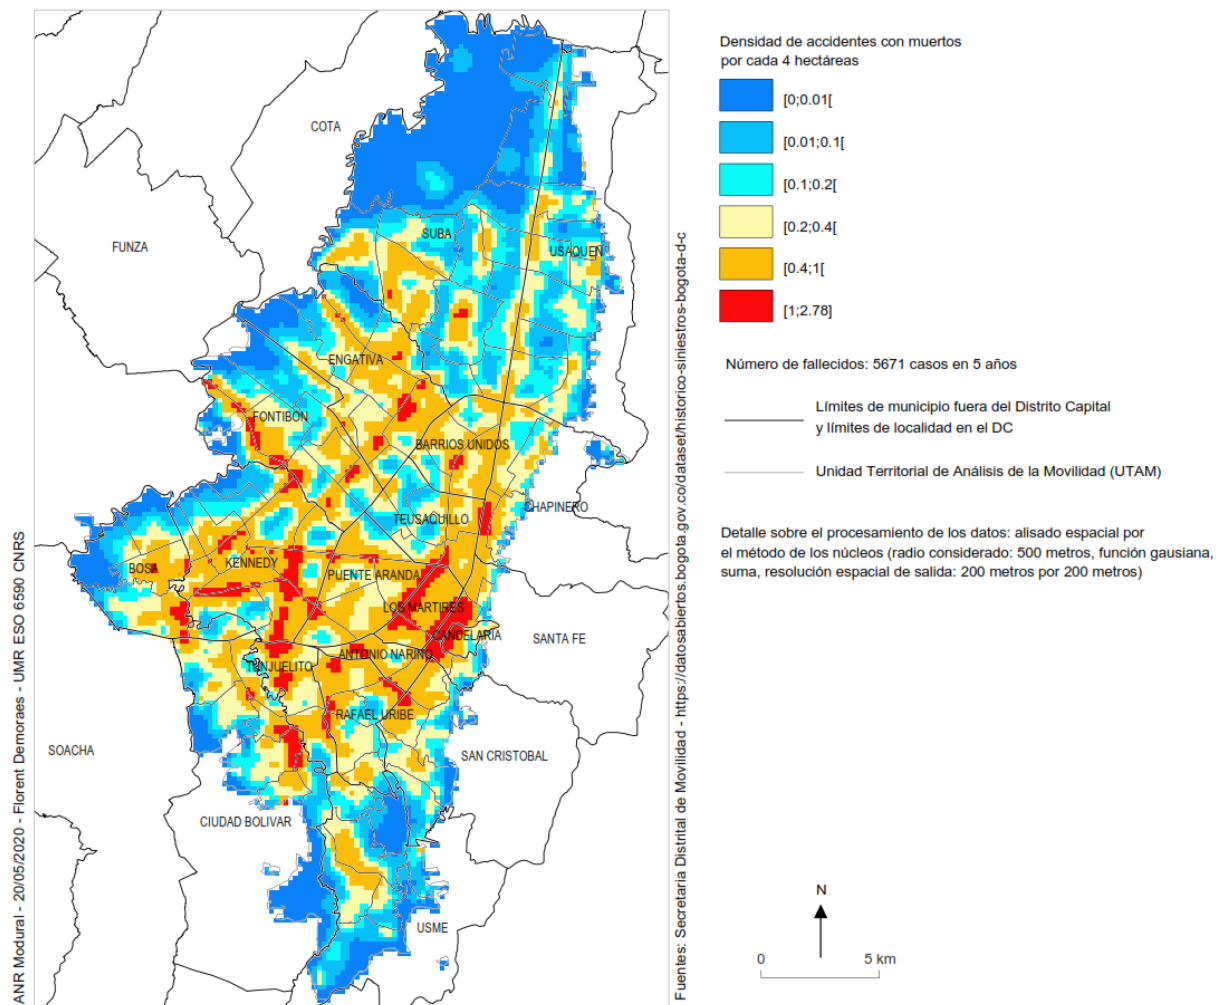 COTA
FUNZA
SUBA
USAQUEN
ENGATIVA
FONTIBON
BARRIOS UNIDOS
CHAPINERO
TEUSAQUILLO
BOSA
KENNEDY
PUENTE ARANDA
LOS MARTIRES
CANDELARIA
SANTA FE
ANTONIO NARIÑO
TUNJUELITO
RAFAEL URIBE
SOACHA
SAN CRISTOBAL
CIUDAD BOLIVAR
USME
ANR Modural - 20/05/2020 - Florent Demoraes - UMR ESO 6590 CNRS
Fuentes: Secretaria Distrital de Movilidad - https://datosabiertos.bogota.gov.co/dataset/historico-siniestros-bogota-d-c
Densidad de accidentes con muertos
por cada 4 hectáreas
[0;0.01[
[0.01;0.1[
[0.1;0.2[
[0.2;0.4[
[0.4;1[
[1;2.78]
Número de fallecidos: 5671 casos en 5 años
Límites de municipio fuera del Distrito Capital
y límites de localidad en el DC
Unidad Territorial de Análisis de la Movilidad (UTAM)
Detalle sobre el procesamiento de los datos: alisado espacial por
el método de los núcleos (radio considerado: 500 metros, función gausiana,
suma, resolución espacial de salida: 200 metros por 200 metros)
N
0 5 km